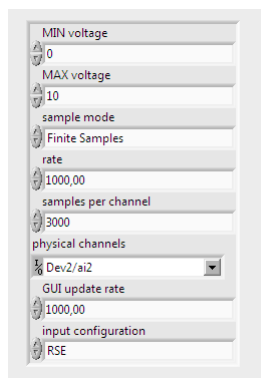 MIN voltage
0
MAX voltage
10
sample mode
Finite Samples
rate
1000,00
samples per channel
3000
physical channels
I/O Dev2/ai2
GUI update rate
1000,00
input configuration
RSE